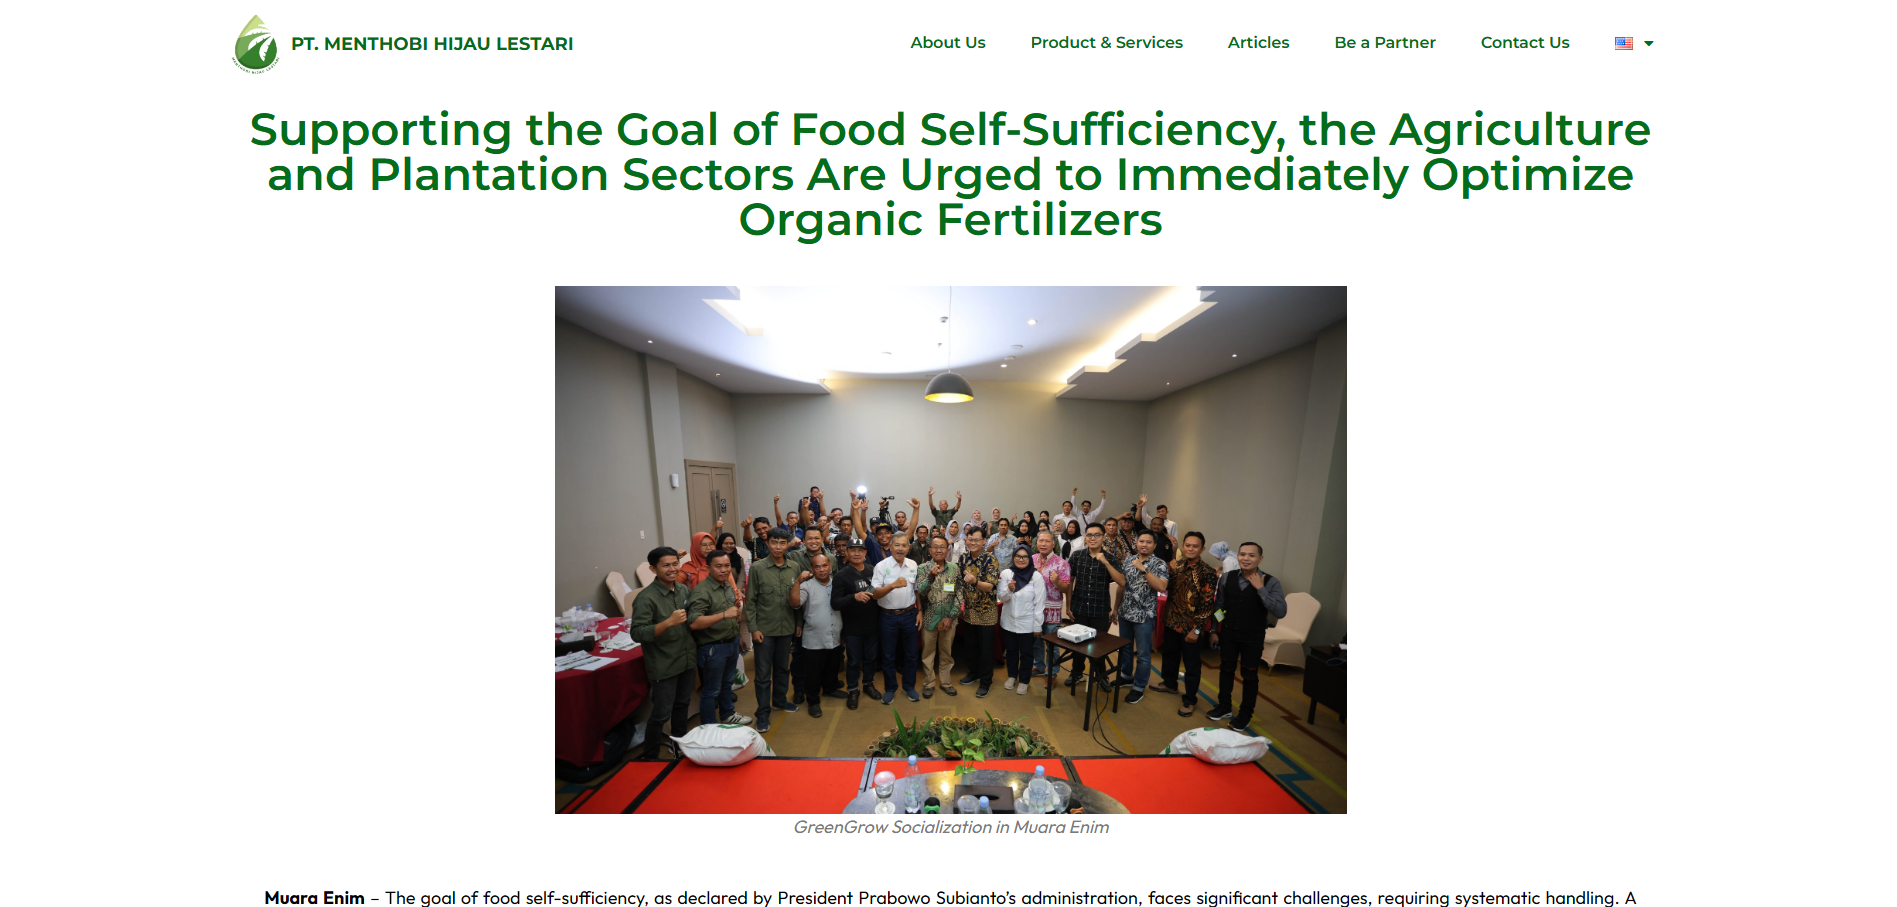 PT. MENTHOBI HIJAU LESTARI
About Us
Product & Services
Articles
Be a Partner
Contact Us
Supporting the Goal of Food Self-Sufficiency, the Agriculture
and Plantation Sectors Are Urged to Immediately Optimize
Organic Fertilizers
GreenGrow Socialization in Muara Enim
Muara Enim – The goal of food self-sufficiency, as declared by President Prabowo Subianto’s administration, faces significant challenges, requiring systematic handling. A